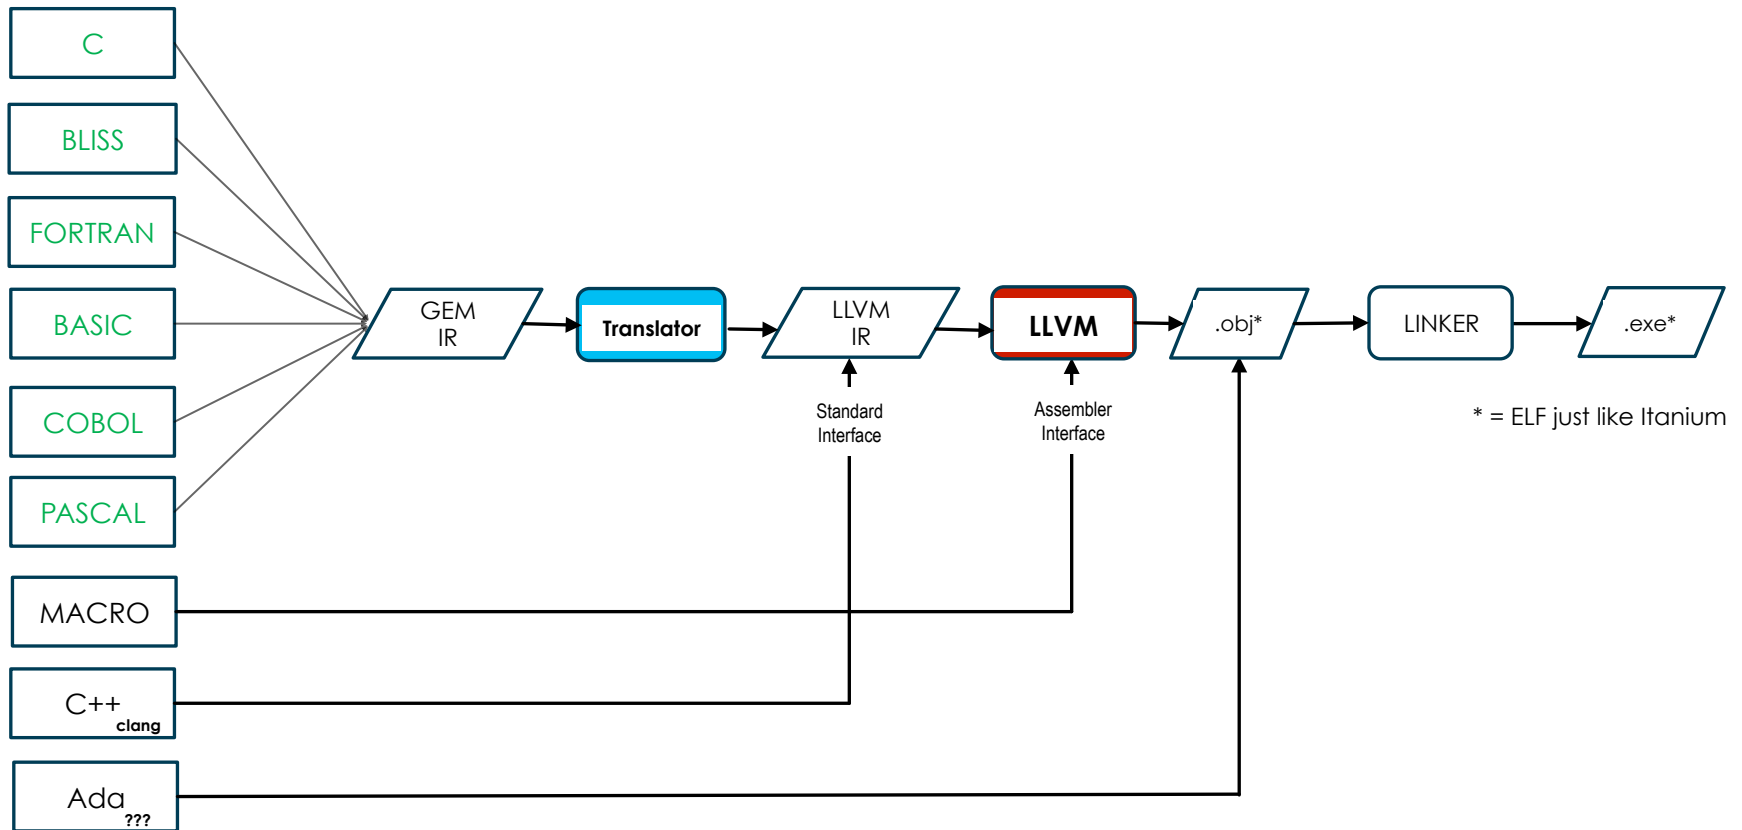 C
BLISS
FORTRAN
BASIC
COBOL
PASCAL
MACRO
C++
clang
Ada
???
GEM
IR
Translator
LLVM
IR
LLVM
.obj*
LINKER
.exe*
Standard
Interface
Assembler
Interface
* = ELF just like Itanium